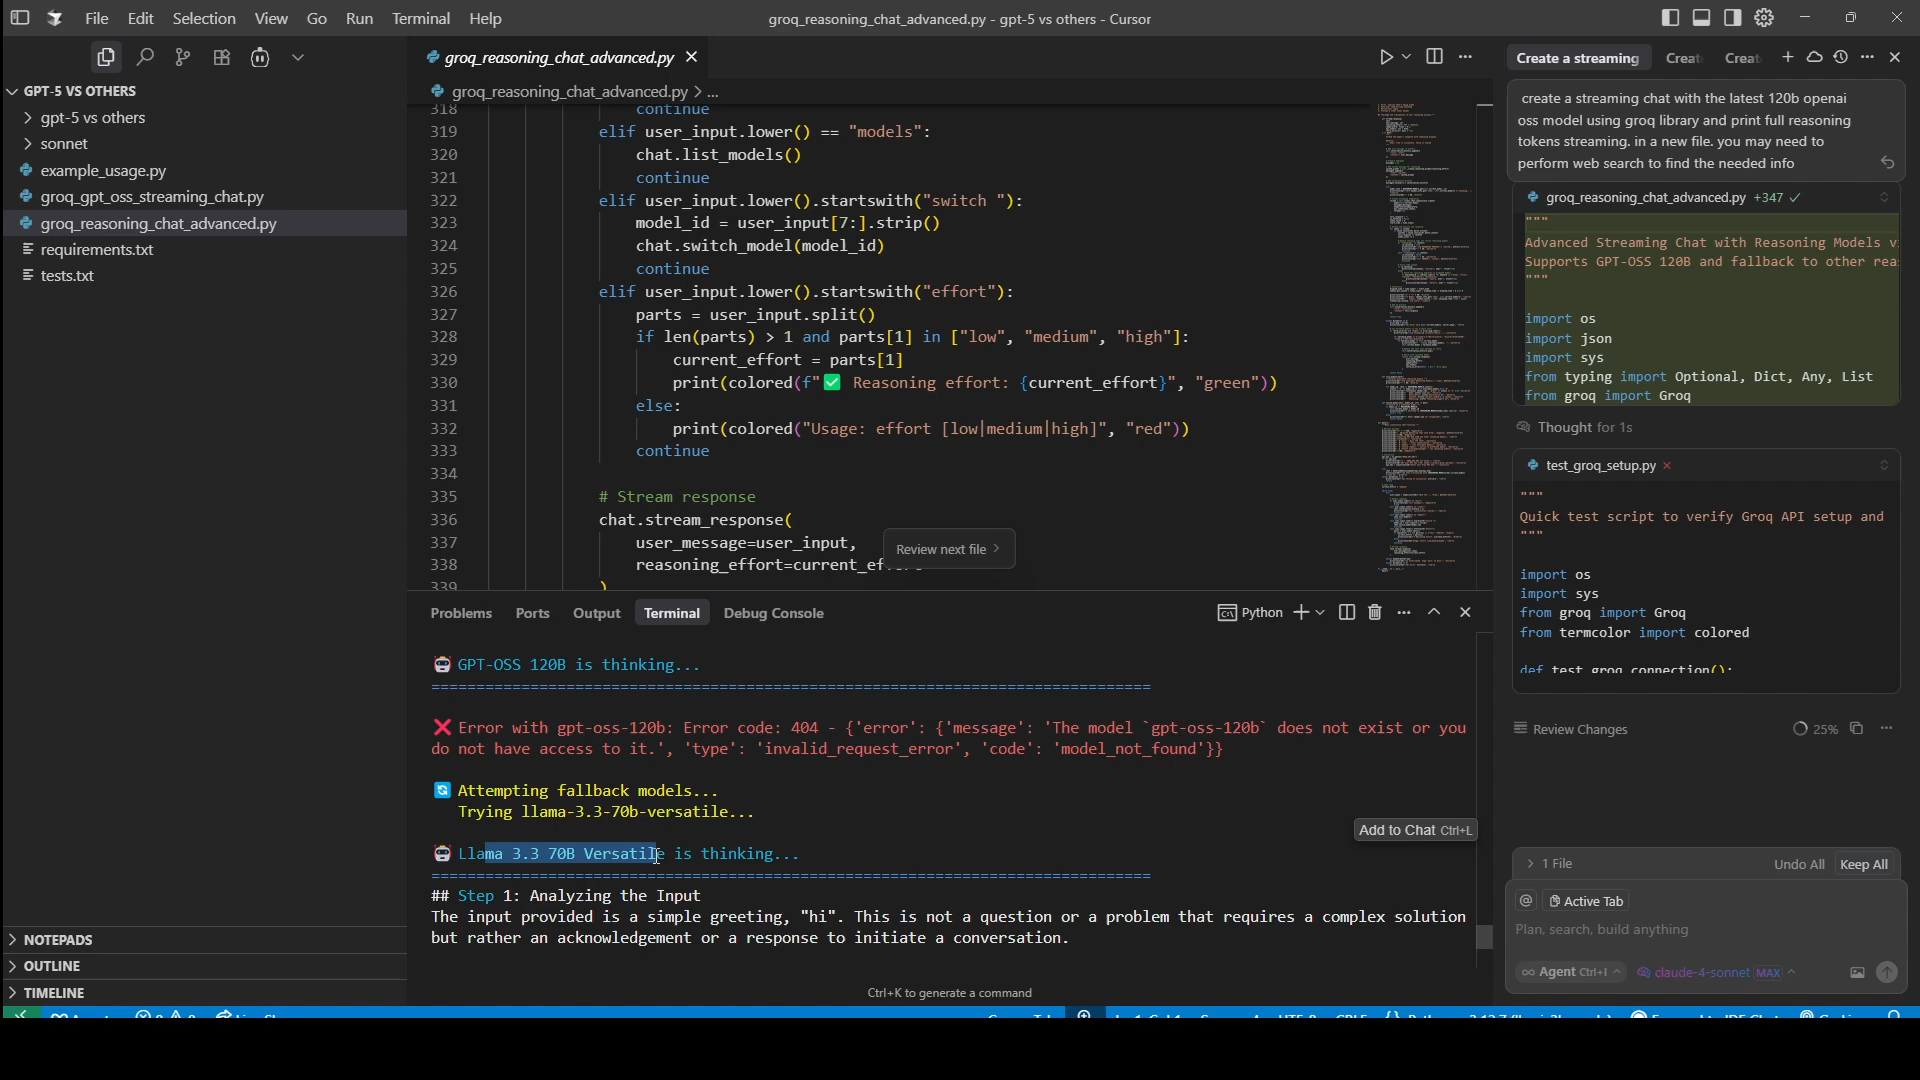 File Edit Selection View Go Run Terminal Help
groq_reasoning_chat_advanced.py - gpt-5 vs others - Cursor
GPT-5 VS OTHERS
gpt-5 vs others
sonnet
example_usage.py
groq_gpt_oss_streaming_chat.py
groq_reasoning_chat_advanced.py
requirements.txt
tests.txt
NOTEPADS
OUTLINE
TIMELINE
groq_reasoning_chat_advanced.py
groq_reasoning_chat_advanced.py > ...
318 continue
319 elif user_input.lower() == "models":
320 chat.list_models()
321 continue
322 elif user_input.lower().startswith("switch "):
323 model_id = user_input[7:].strip()
324 chat.switch_model(model_id)
325 continue
326 elif user_input.lower().startswith("effort"):
327 parts = user_input.split()
328 if len(parts) > 1 and parts[1] in ["low", "medium", "high"]:
329 current_effort = parts[1]
330 print(colored(f"✅ Reasoning effort: {current_effort}", "green"))
331 else:
332 print(colored("Usage: effort [low|medium|high]", "red"))
333 continue
334
335 # Stream response
336 chat.stream_response(
337 user_message=user_input,
338 reasoning_effort=current_ef
339 )
Review next file >
Problems Ports Output Terminal Debug Console
Python
🤖 GPT-OSS 120B is thinking...
================================================================================
❌ Error with gpt-oss-120b: Error code: 404 - {'error': {'message': 'The model `gpt-oss-120b` does not exist or you
do not have access to it.', 'type': 'invalid_request_error', 'code': 'model_not_found'}}
🔄 Attempting fallback models...
Trying llama-3.3-70b-versatile...
Add to Chat Ctrl+L
🤖 Llama 3.3 70B Versatile is thinking...
================================================================================
## Step 1: Analyzing the Input
The input provided is a simple greeting, "hi". This is not a question or a problem that requires a complex solution
but rather an acknowledgement or a response to initiate a conversation.
Ctrl+K to generate a command
Create a streaming Creat Creat
create a streaming chat with the latest 120b openai
oss model using groq library and print full reasoning
tokens streaming. in a new file. you may need to
perform web search to find the needed info
groq_reasoning_chat_advanced.py +347 ✓
"""
Advanced Streaming Chat with Reasoning Models v
Supports GPT-OSS 120B and fallback to other rea
"""
import os
import json
import sys
from typing import Optional, Dict, Any, List
from groq import Groq
Thought for 1s
test_groq_setup.py ×
"""
Quick test script to verify Groq API setup and
"""
import os
import sys
from groq import Groq
from termcolor import colored
def test_groq_connection():
Review Changes 25%
1 File Undo All Keep All
@ Active Tab
Plan, search, build anything
∞ Agent Ctrl+I claude-4-sonnet MAX